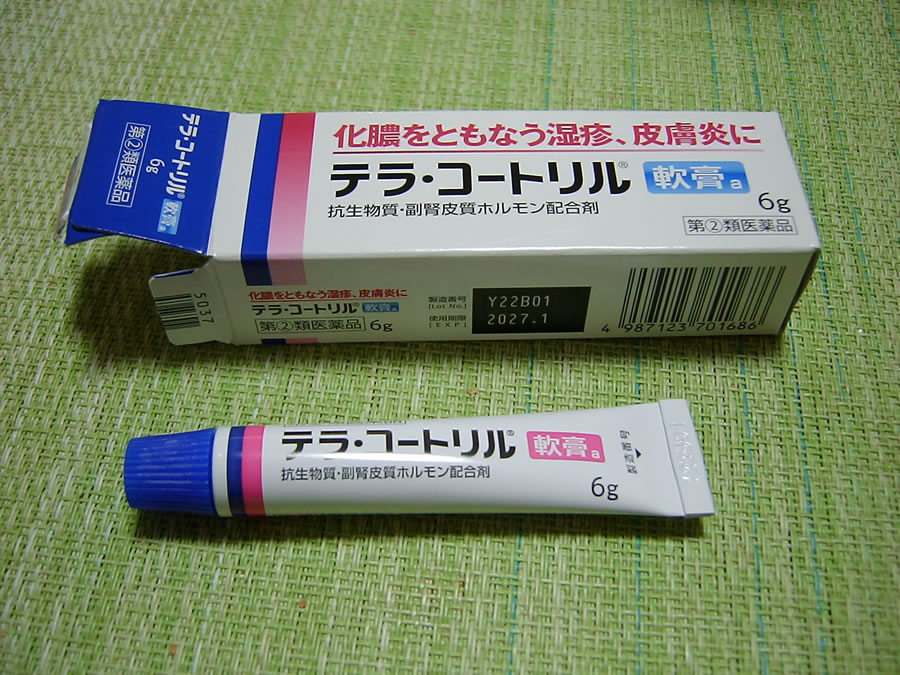 テラ・コートリル® 軟膏a
6g
第②類医薬品
化膿をともなう湿疹、皮膚炎に
テラ・コートリル® 軟膏a
抗生物質・副腎皮質ホルモン配合剤
6g
第②類医薬品
5037
化膿をともなう湿疹、皮膚炎に
テラ・コートリル® 軟膏a
第②類医薬品 6g
製造番号 [Lot No.] Y22B01
使用期限 [EXP] 2027.1
4 987123 701686
テラ・コートリル® 軟膏a
抗生物質・副腎皮質ホルモン配合剤
製造番号
6g